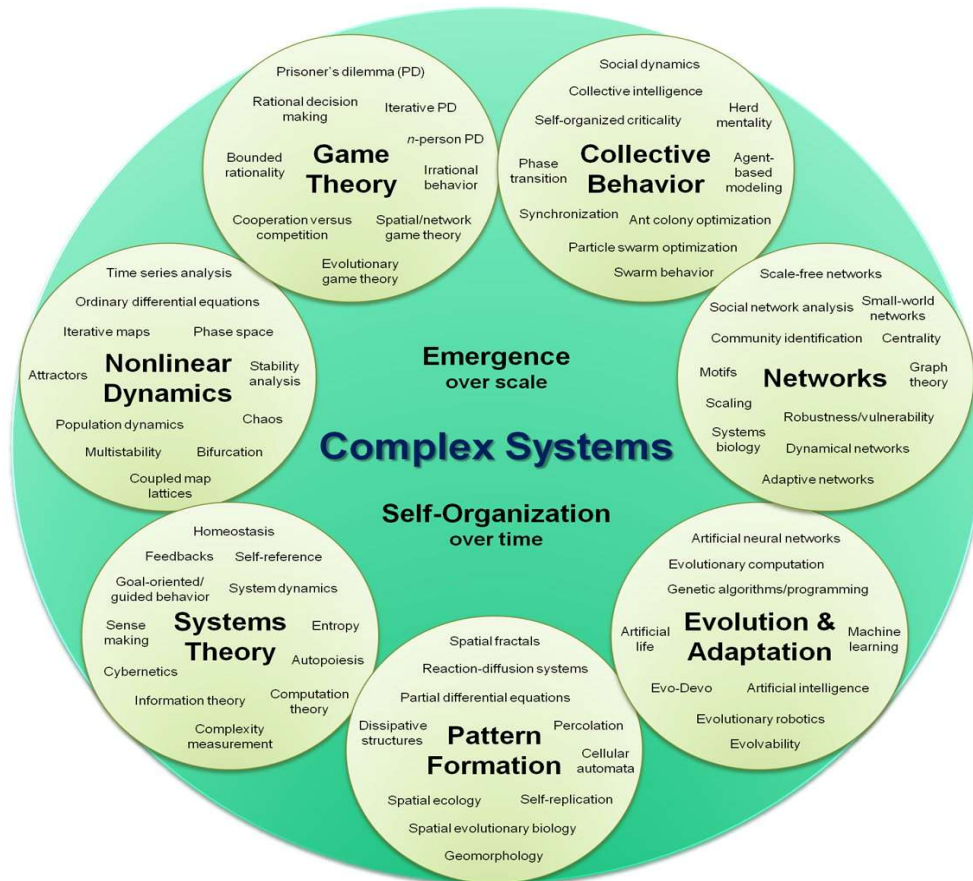 Prisoner's dilemma (PD)
Rational decision
making
Iterative PD
n-person PD
Game
Theory
Bounded
rationality
Irrational
behavior
Cooperation versus
competition
Spatial/network
game theory
Evolutionary
game theory
Social dynamics
Collective intelligence
Herd
mentality
Self-organized criticality
Collective
Behavior
Phase
transition
Agent-
based
modeling
Synchronization
Ant colony optimization
Particle swarm optimization
Swarm behavior
Time series analysis
Ordinary differential equations
Iterative maps
Phase space
Nonlinear
Dynamics
Attractors
Stability
analysis
Chaos
Population dynamics
Multistability
Bifurcation
Coupled map
lattices
Emergence
over scale
Complex Systems
Self-Organization
over time
Scale-free networks
Social network analysis
Small-world
networks
Community identification
Centrality
Motifs
Networks
Graph
theory
Scaling
Robustness/vulnerability
Systems
biology
Dynamical networks
Adaptive networks
Homeostasis
Feedbacks
Self-reference
Goal-oriented/
guided behavior
System dynamics
Sense
making
Systems
Theory
Entropy
Cybernetics
Autopoiesis
Information theory
Computation
theory
Complexity
measurement
Spatial fractals
Reaction-diffusion systems
Partial differential equations
Dissipative
structures
Percolation
Pattern
Formation
Cellular
automata
Spatial ecology
Self-replication
Spatial evolutionary biology
Geomorphology
Artificial neural networks
Evolutionary computation
Genetic algorithms/programming
Artificial
life
Evolution &
Adaptation
Machine
learning
Evo-Devo
Artificial intelligence
Evolutionary robotics
Evolvability